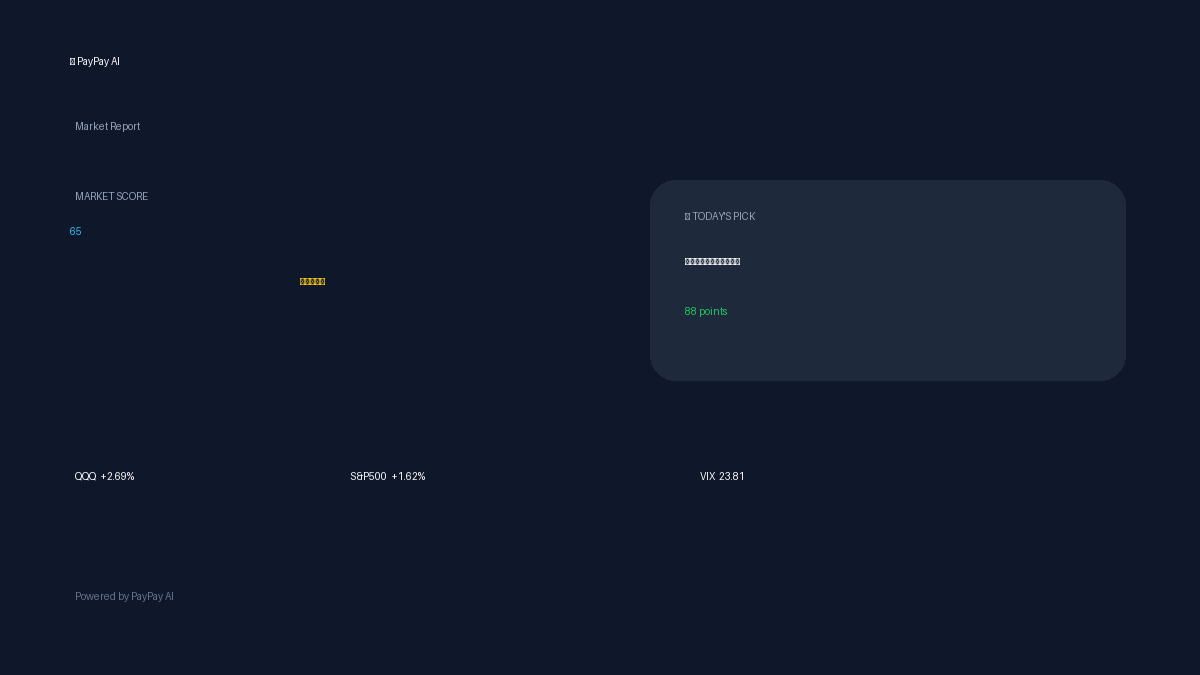 PayPay AI
Market Report
MARKET SCORE
65
TODAY'S PICK
88 points
QQQ +2.69%
S&P500 +1.62%
VIX 23.81
Powered by PayPay AI